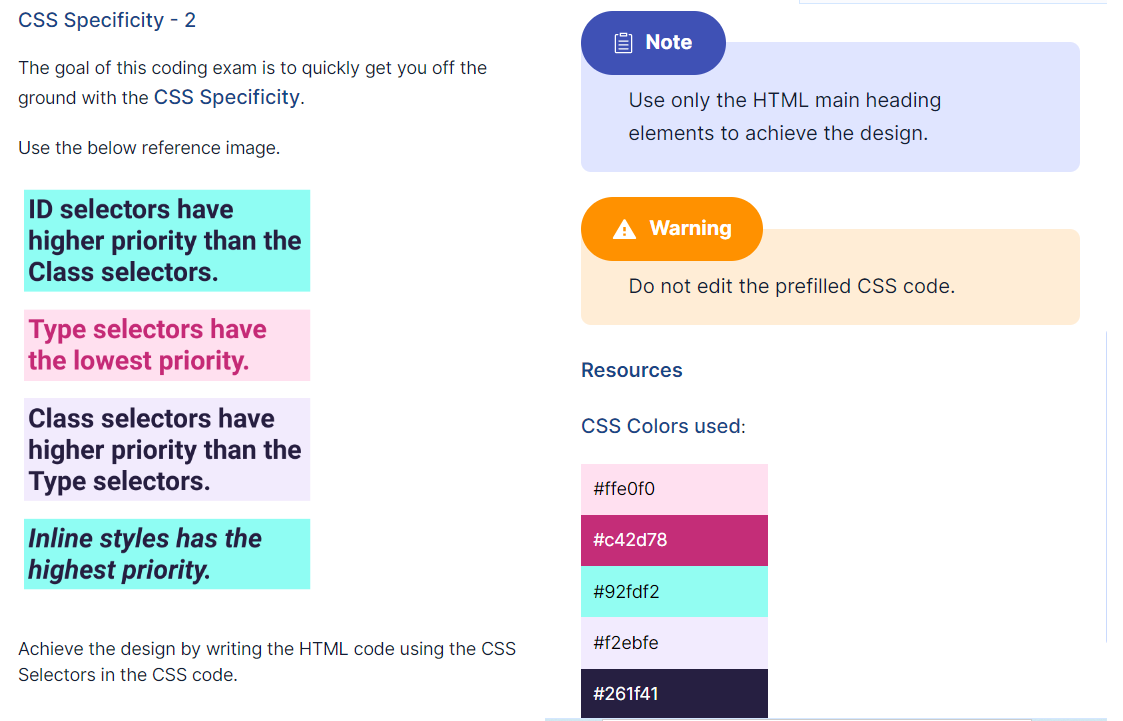 CSS Specificity - 2
The goal of this coding exam is to quickly get you off the
ground with the CSS Specificity.
Use the below reference image.
ID selectors have
higher priority than the
Class selectors.
Type selectors have
the lowest priority.
Class selectors have
higher priority than the
Type selectors.
Inline styles has the
highest priority.
Achieve the design by writing the HTML code using the CSS
Selectors in the CSS code.
Note
Use only the HTML main heading
elements to achieve the design.
Warning
Do not edit the prefilled CSS code.
Resources
CSS Colors used:
#ffe0f0
#c42d78
#92fdf2
#f2ebfe
#261f41